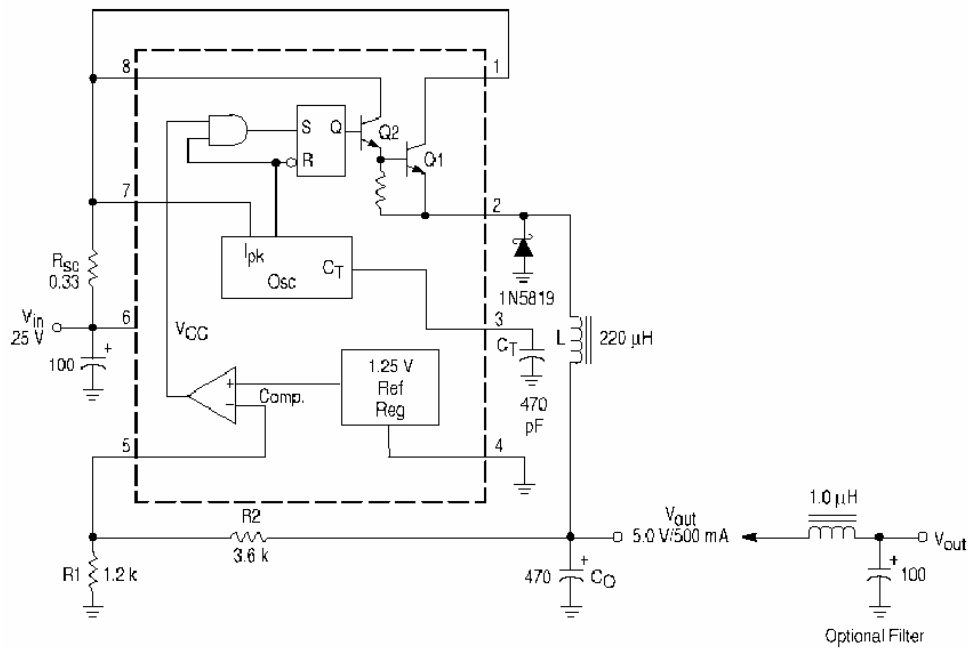 8
1
S
Q
Q2
R
Q1
7
2
Ipk
CT
Osc
Rsc
0.33
1N5819
Vin
25 V
6
VCC
3
CT
L
220 μH
100
+
1.25 V
Ref
Reg
470
pF
+
−
Comp.
5
4
R2
3.6 k
Vout
5.0 V/500 mA
1.0 μH
Vout
R1
1.2 k
470
+
CO
+
100
Optional Filter